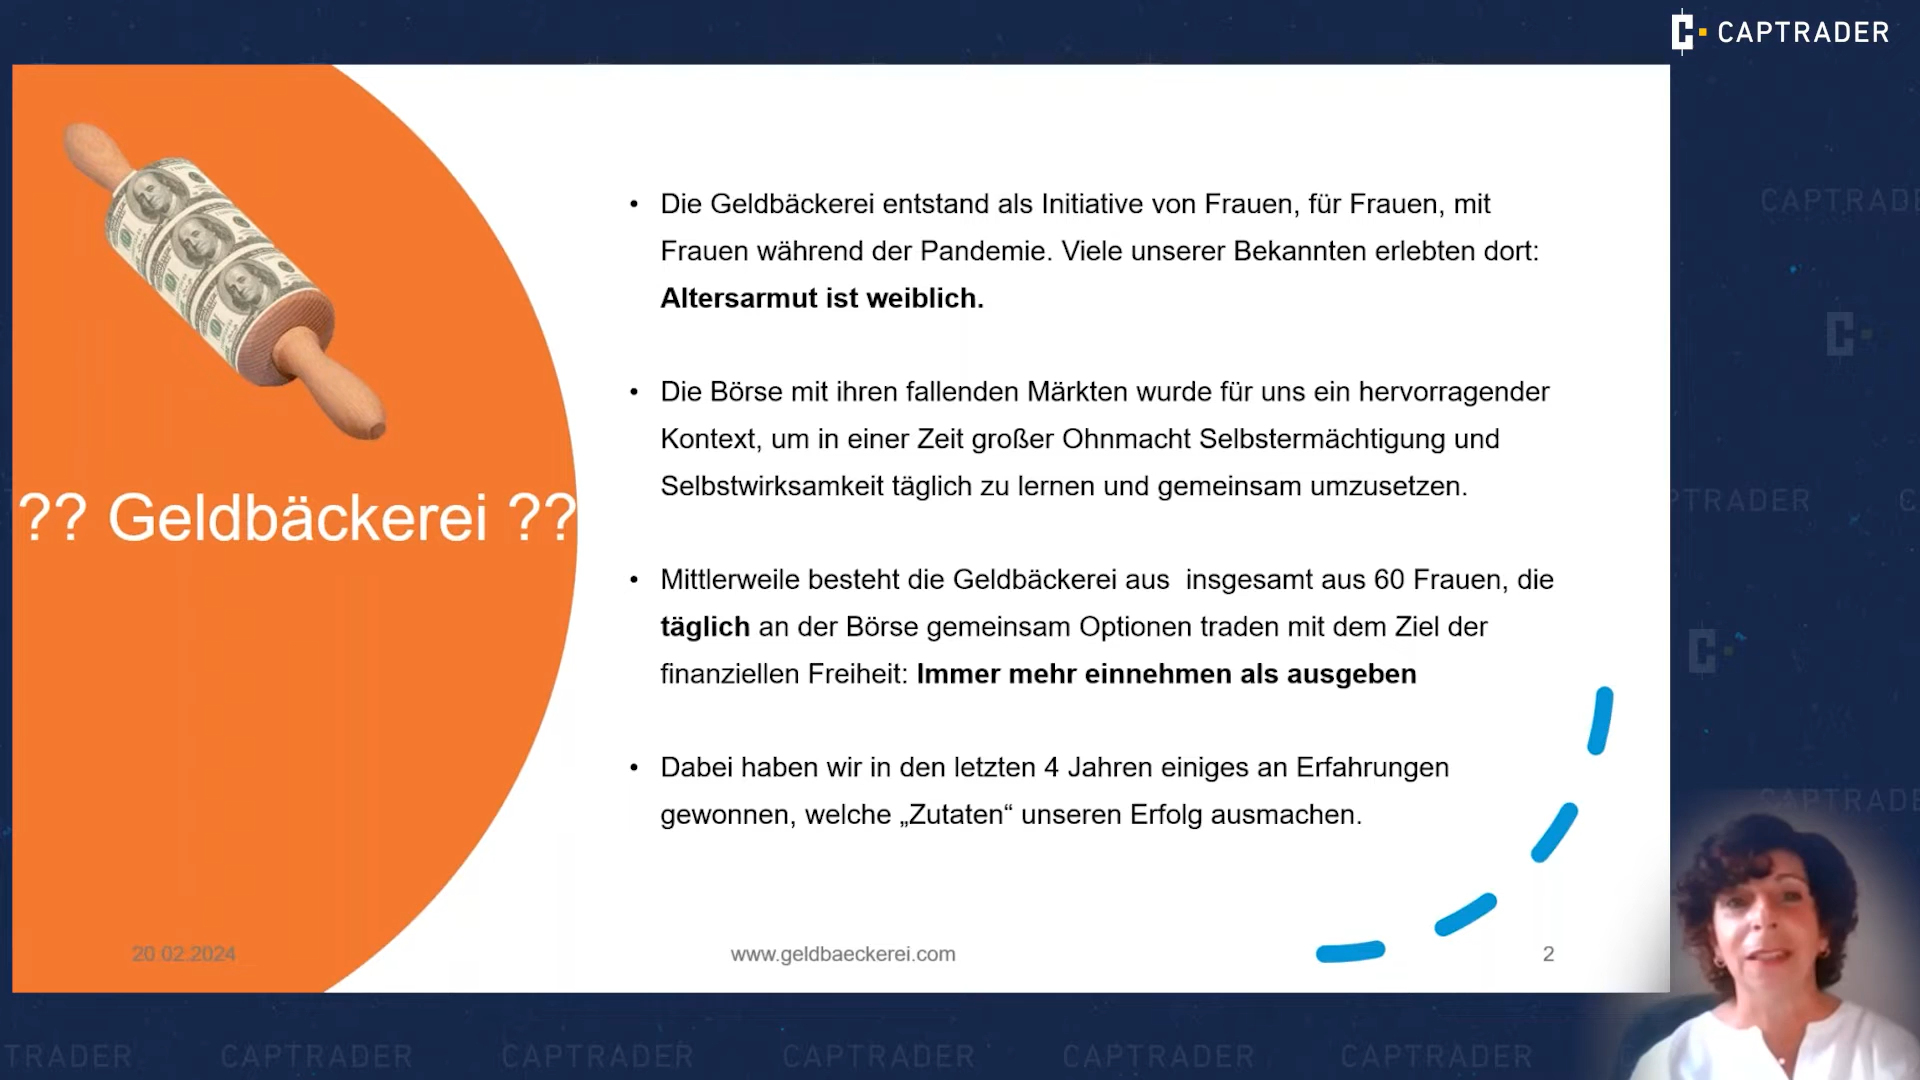 CAPTRADER
?? Geldbäckerei ??
• Die Geldbäckerei entstand als Initiative von Frauen, für Frauen, mit
Frauen während der Pandemie. Viele unserer Bekannten erlebten dort:
Altersarmut ist weiblich.
• Die Börse mit ihren fallenden Märkten wurde für uns ein hervorragender
Kontext, um in einer Zeit großer Ohnmacht Selbstermächtigung und
Selbstwirksamkeit täglich zu lernen und gemeinsam umzusetzen.
• Mittlerweile besteht die Geldbäckerei aus  insgesamt aus 60 Frauen, die
täglich an der Börse gemeinsam Optionen traden mit dem Ziel der
finanziellen Freiheit: Immer mehr einnehmen als ausgeben
• Dabei haben wir in den letzten 4 Jahren einiges an Erfahrungen
gewonnen, welche „Zutaten“ unseren Erfolg ausmachen.
20.02.2024
www.geldbaeckerei.com
2
CAPTRADE
PTRADER
CAPTRADE
TRADER CAPTRADER CAPTRADER CAPTRADER CAPTRADER CAPTRADER